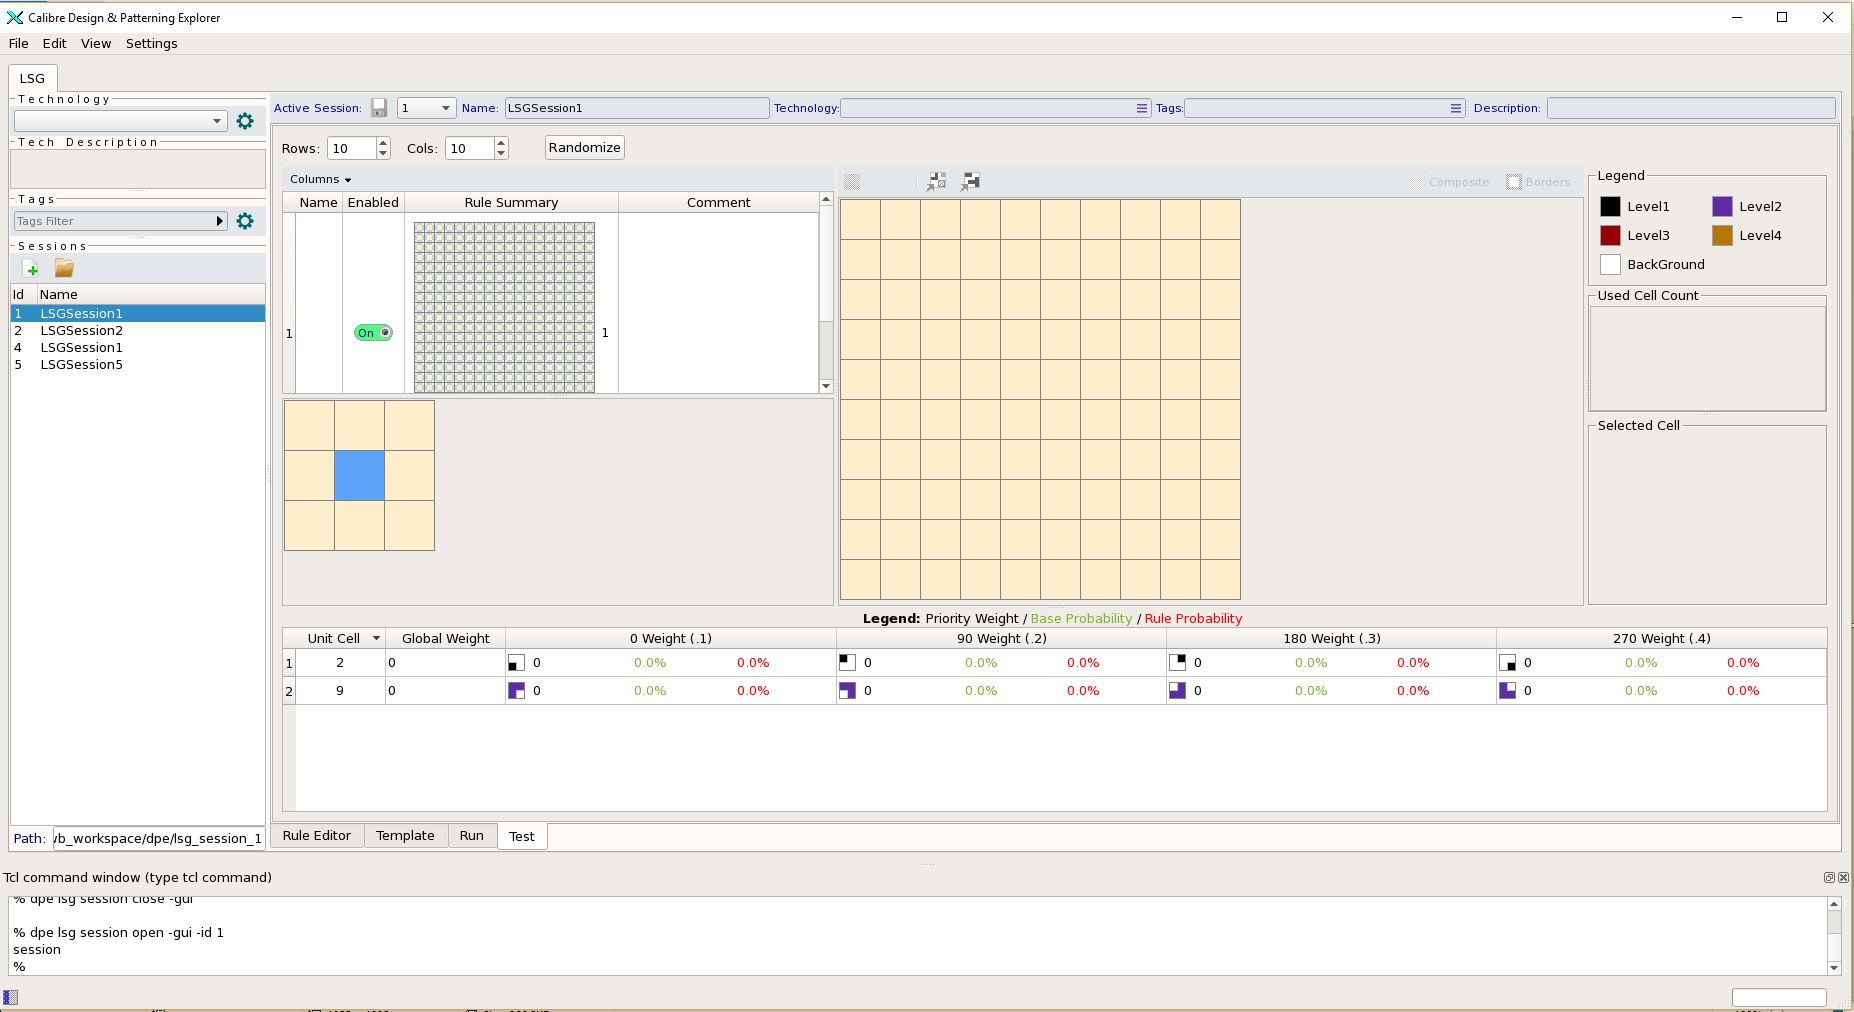 Calibre Design & Patterning Explorer
File Edit View Settings
LSG
Technology
Tech Description
Tags
Tags Filter
Sessions
Id Name
1 LSGSession1
2 LSGSession2
4 LSGSession1
5 LSGSession5
Path: /b_workspace/dpe/lsg_session_1
Active Session: 1 Name: LSGSession1 Technology: Tags: Description:
Rows: 10 Cols: 10 Randomize
Columns
Name Enabled Rule Summary Comment
1 On 1
Composite Borders
Legend
Level1 Level2
Level3 Level4
BackGround
Used Cell Count
Selected Cell
Legend: Priority Weight / Base Probability / Rule Probability
Unit Cell Global Weight 0 Weight (.1) 90 Weight (.2) 180 Weight (.3) 270 Weight (.4)
1 2 0 0 0.0% 0.0% 0 0.0% 0.0% 0 0.0% 0.0% 0 0.0% 0.0%
2 9 0 0 0.0% 0.0% 0 0.0% 0.0% 0 0.0% 0.0% 0 0.0% 0.0%
Rule Editor Template Run Test
Tcl command window (type tcl command)
% dpe lsg session close -gui
% dpe lsg session open -gui -id 1
session
%